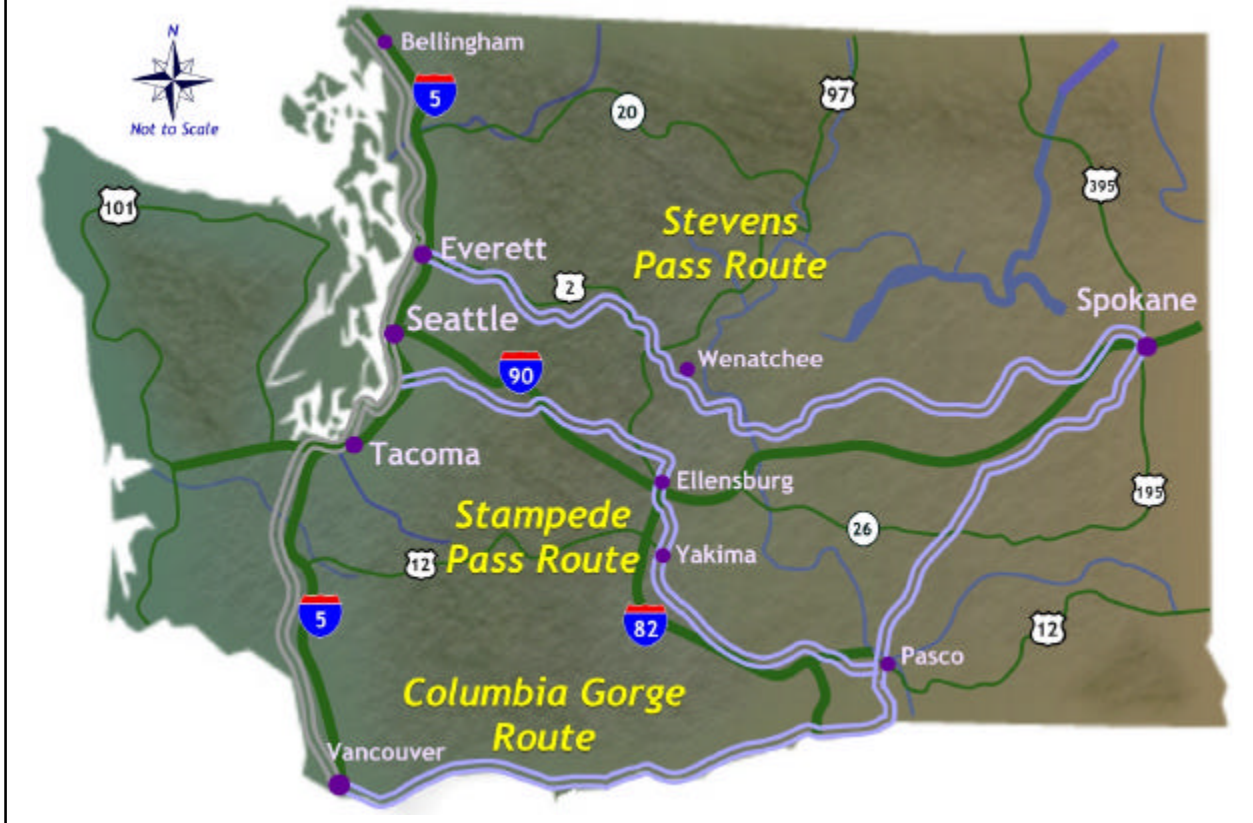 N
Not to Scale
Bellingham
5
20
97
395
101
Stevens
Pass Route
Everett
2
Spokane
Seattle
Wenatchee
90
Tacoma
Ellensburg
195
Stampede
Pass Route
26
12
Yakima
5
82
12
Pasco
Columbia Gorge
Route
Vancouver